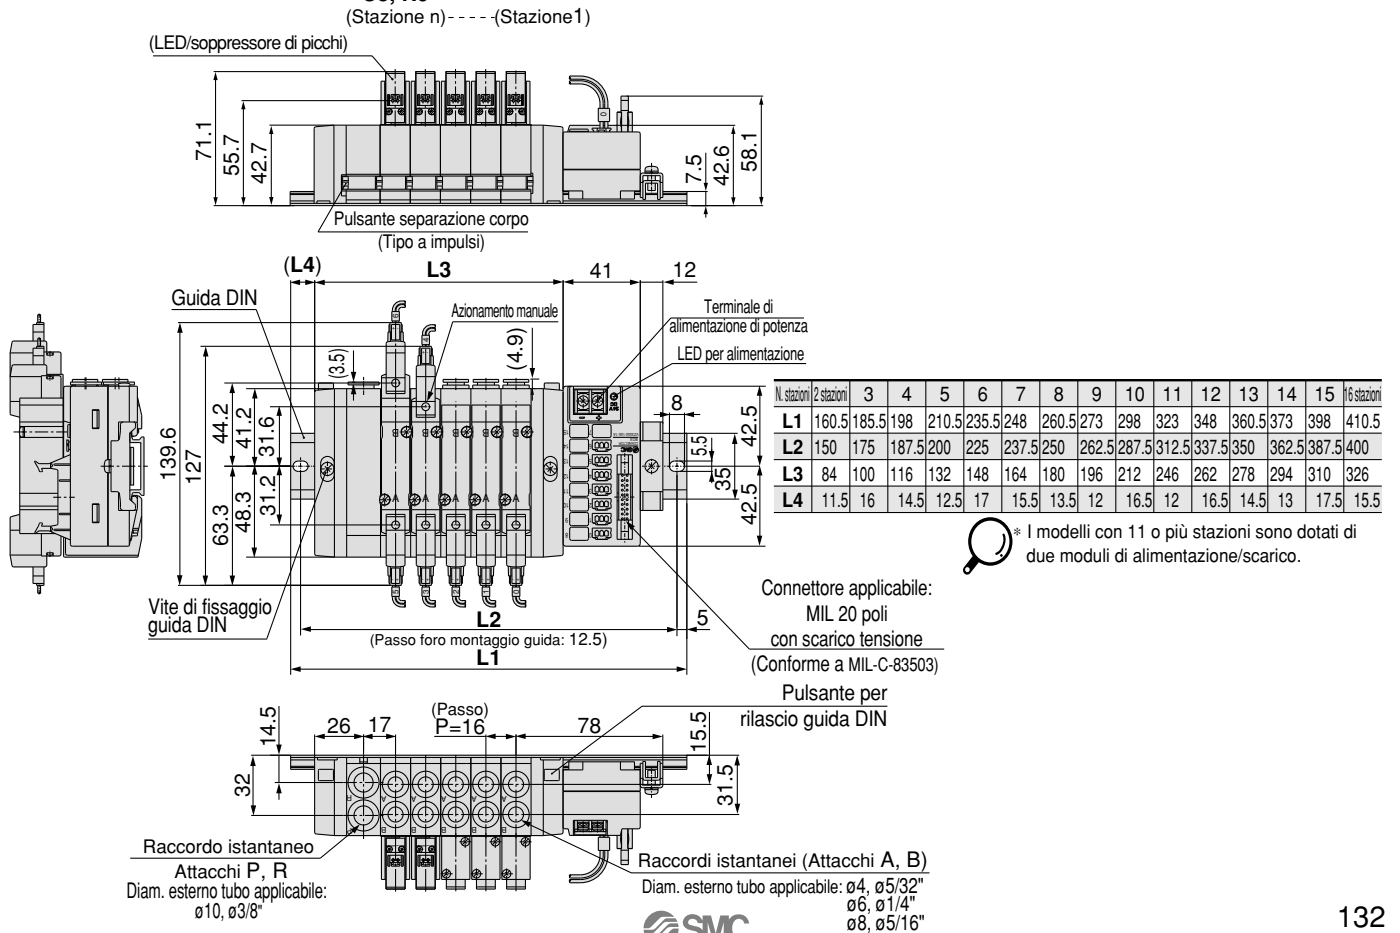 (Stazione n)-----(Stazione1)
(LED/soppressore di picchi)
71.1
55.7
42.7
7.5
42.6
58.1
Pulsante separazione corpo
(Tipo a impulsi)
(L4) L3 41 12
Guida DIN
Azionamento manuale
Terminale di
alimentazione di potenza
LED per alimentazione
(3.5)
(4.9)
139.6
127
44.2
41.2
31.6
63.3
48.3
31.2
8
5.5
35
42.5
42.5
N. stazioni 2 stazioni 3 4 5 6 7 8 9 10 11 12 13 14 15 16 stazioni
L1 160.5 185.5 198 210.5 235.5 248 260.5 273 298 323 348 360.5 373 398 410.5
L2 150 175 187.5 200 225 237.5 250 262.5 287.5 312.5 337.5 350 362.5 387.5 400
L3 84 100 116 132 148 164 180 196 212 246 262 278 294 310 326
L4 11.5 16 14.5 12.5 17 15.5 13.5 12 16.5 12 16.5 14.5 13 17.5 15.5
* I modelli con 11 o più stazioni sono dotati di
due moduli di alimentazione/scarico.
Vite di fissaggio
guida DIN
L2
5
(Passo foro montaggio guida: 12.5)
L1
Connettore applicabile:
MIL 20 poli
con scarico tensione
(Conforme a MIL-C-83503)
Pulsante per
rilascio guida DIN
14.5
32
26 17
(Passo)
P=16
78
15.5
31.5
Raccordo istantaneo
Attacchi P, R
Diam. esterno tubo applicabile:
ø10, ø3/8"
Raccordi istantanei (Attacchi A, B)
Diam. esterno tubo applicabile: ø4, ø5/32"
ø6, ø1/4"
ø8, ø5/16"
SMC
132